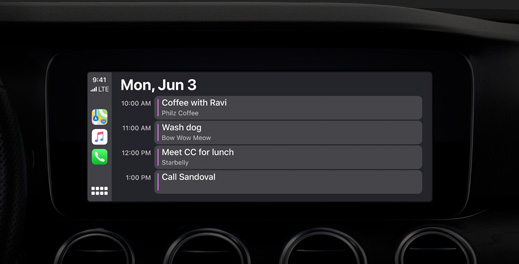 9:41
LTE
Mon, Jun 3
10:00 AM
Coffee with Ravi
Philz Coffee
11:00 AM
Wash dog
Bow Wow Meow
12:00 PM
Meet CC for lunch
Starbelly
1:00 PM
Call Sandoval